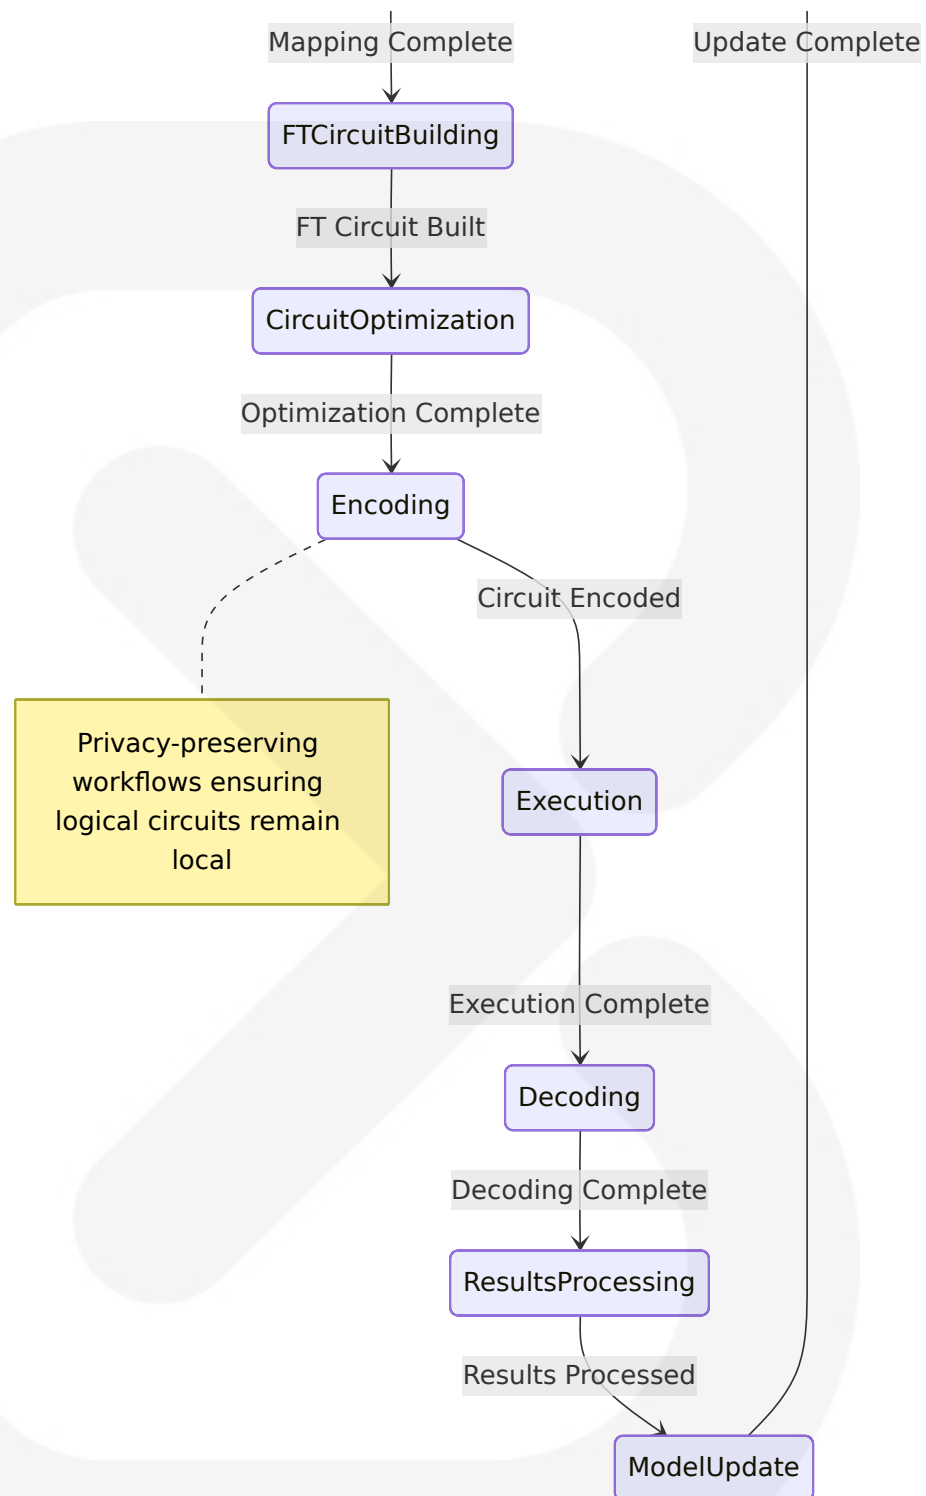 Mapping Complete
Update Complete
FTCircuitBuilding
FT Circuit Built
CircuitOptimization
Optimization Complete
Encoding
Circuit Encoded
Privacy-preserving
workflows ensuring
logical circuits remain
local
Execution
Execution Complete
Decoding
Decoding Complete
ResultsProcessing
Results Processed
ModelUpdate